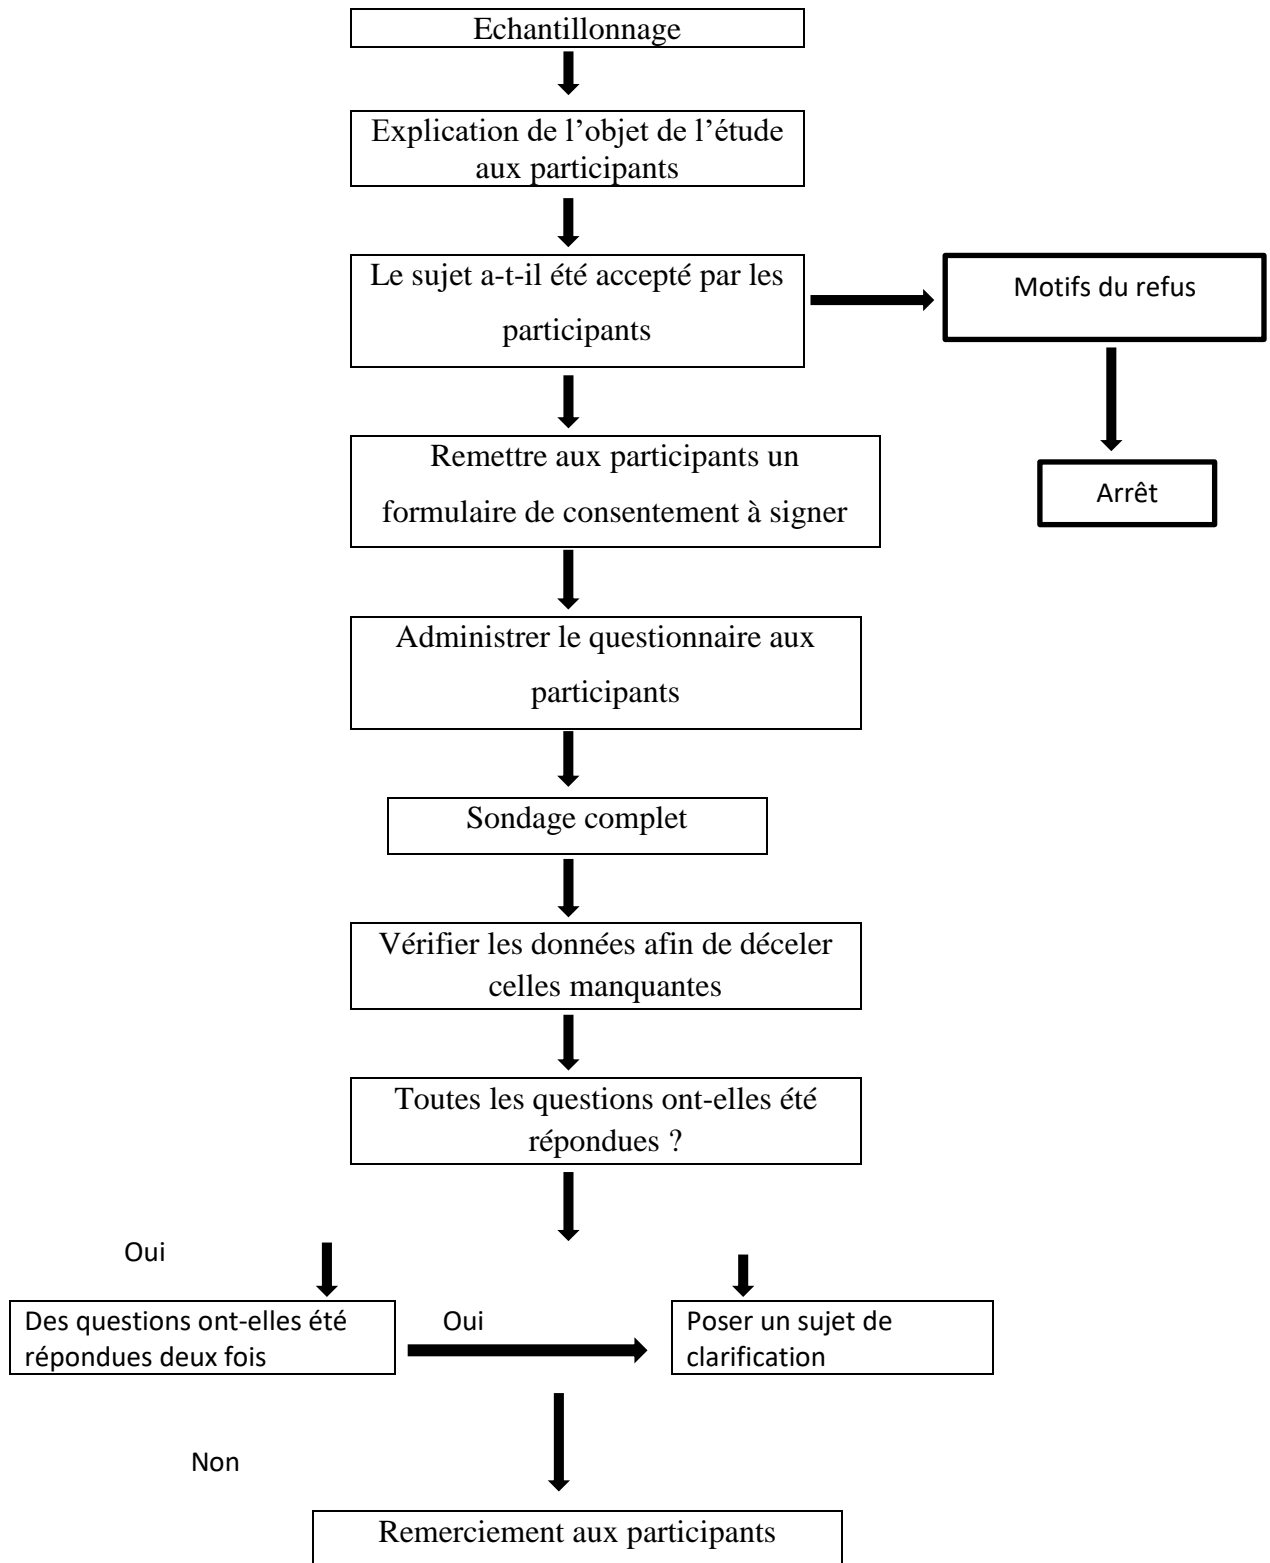 Echantillonnage
Explication de l’objet de l’étude
aux participants
Le sujet a-t-il été accepté par les
participants
Motifs du refus
Remettre aux participants un
formulaire de consentement à signer
Arrêt
Administrer le questionnaire aux
participants
Sondage complet
Vérifier les données afin de déceler
celles manquantes
Toutes les questions ont-elles été
répondues ?
Oui
Des questions ont-elles été
répondues deux fois
Oui
Poser un sujet de
clarification
Non
Remerciement aux participants